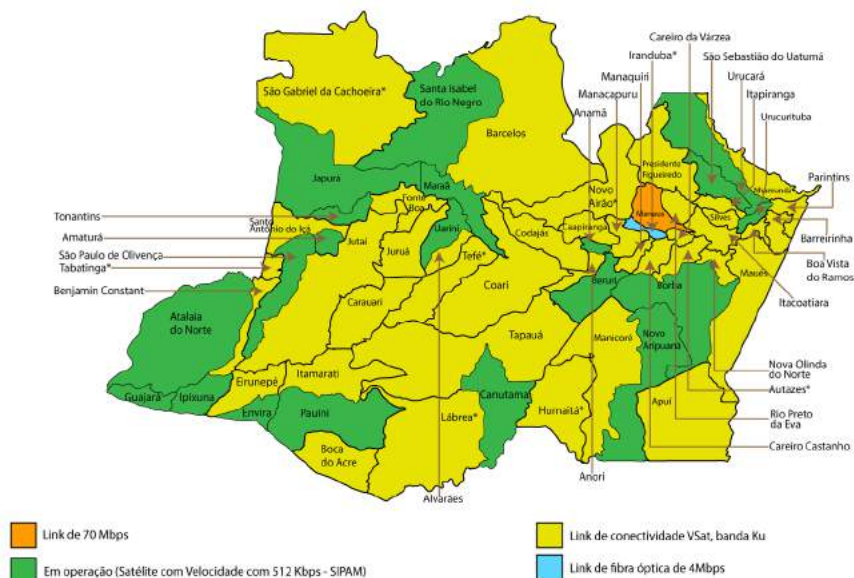 Careiro da Várzea
Iranduba*
São Sebastião do Uatumã
Manaquiri
Urucará
Manacapuru
Itapiranga
Anamã
Urucurituba
Parintins
São Gabriel da Cachoeira*
Santa Isabel
do Rio Negro
Barcelos
Presidente
Figueiredo
Nhamundá
Japurá
Maraã
Novo
Airão*
Manaus
Silves
Tonantins
Fonte
Boa
Santo
Antônio do Içá
Amaturá
Jutaí
Uarini
Codajás
Caapiranga
Barreirinha
São Paulo de Olivença
Juruá
Tefé*
Boa Vista
do Ramos
Tabatinga*
Maués
Itacoatiara
Benjamin Constant
Coari
Beruri
Borba
Carauari
Atalaia
do Norte
Tapauá
Manicoré
Novo
Aripuanã
Nova Olinda
do Norte
Itamarati
Eirunepé
Autazes*
Guajará
Ipixuna
Canutama
Apuí
Envira
Pauini
Lábrea*
Humaitá*
Rio Preto
da Eva
Boca
do Acre
Careiro Castanho
Alvarães
Anori
Link de 70 Mbps
Link de conectividade VSat, banda Ku
Em operação (Satélite com Velocidade com 512 Kbps - SIPAM)
Link de fibra óptica de 4Mbps